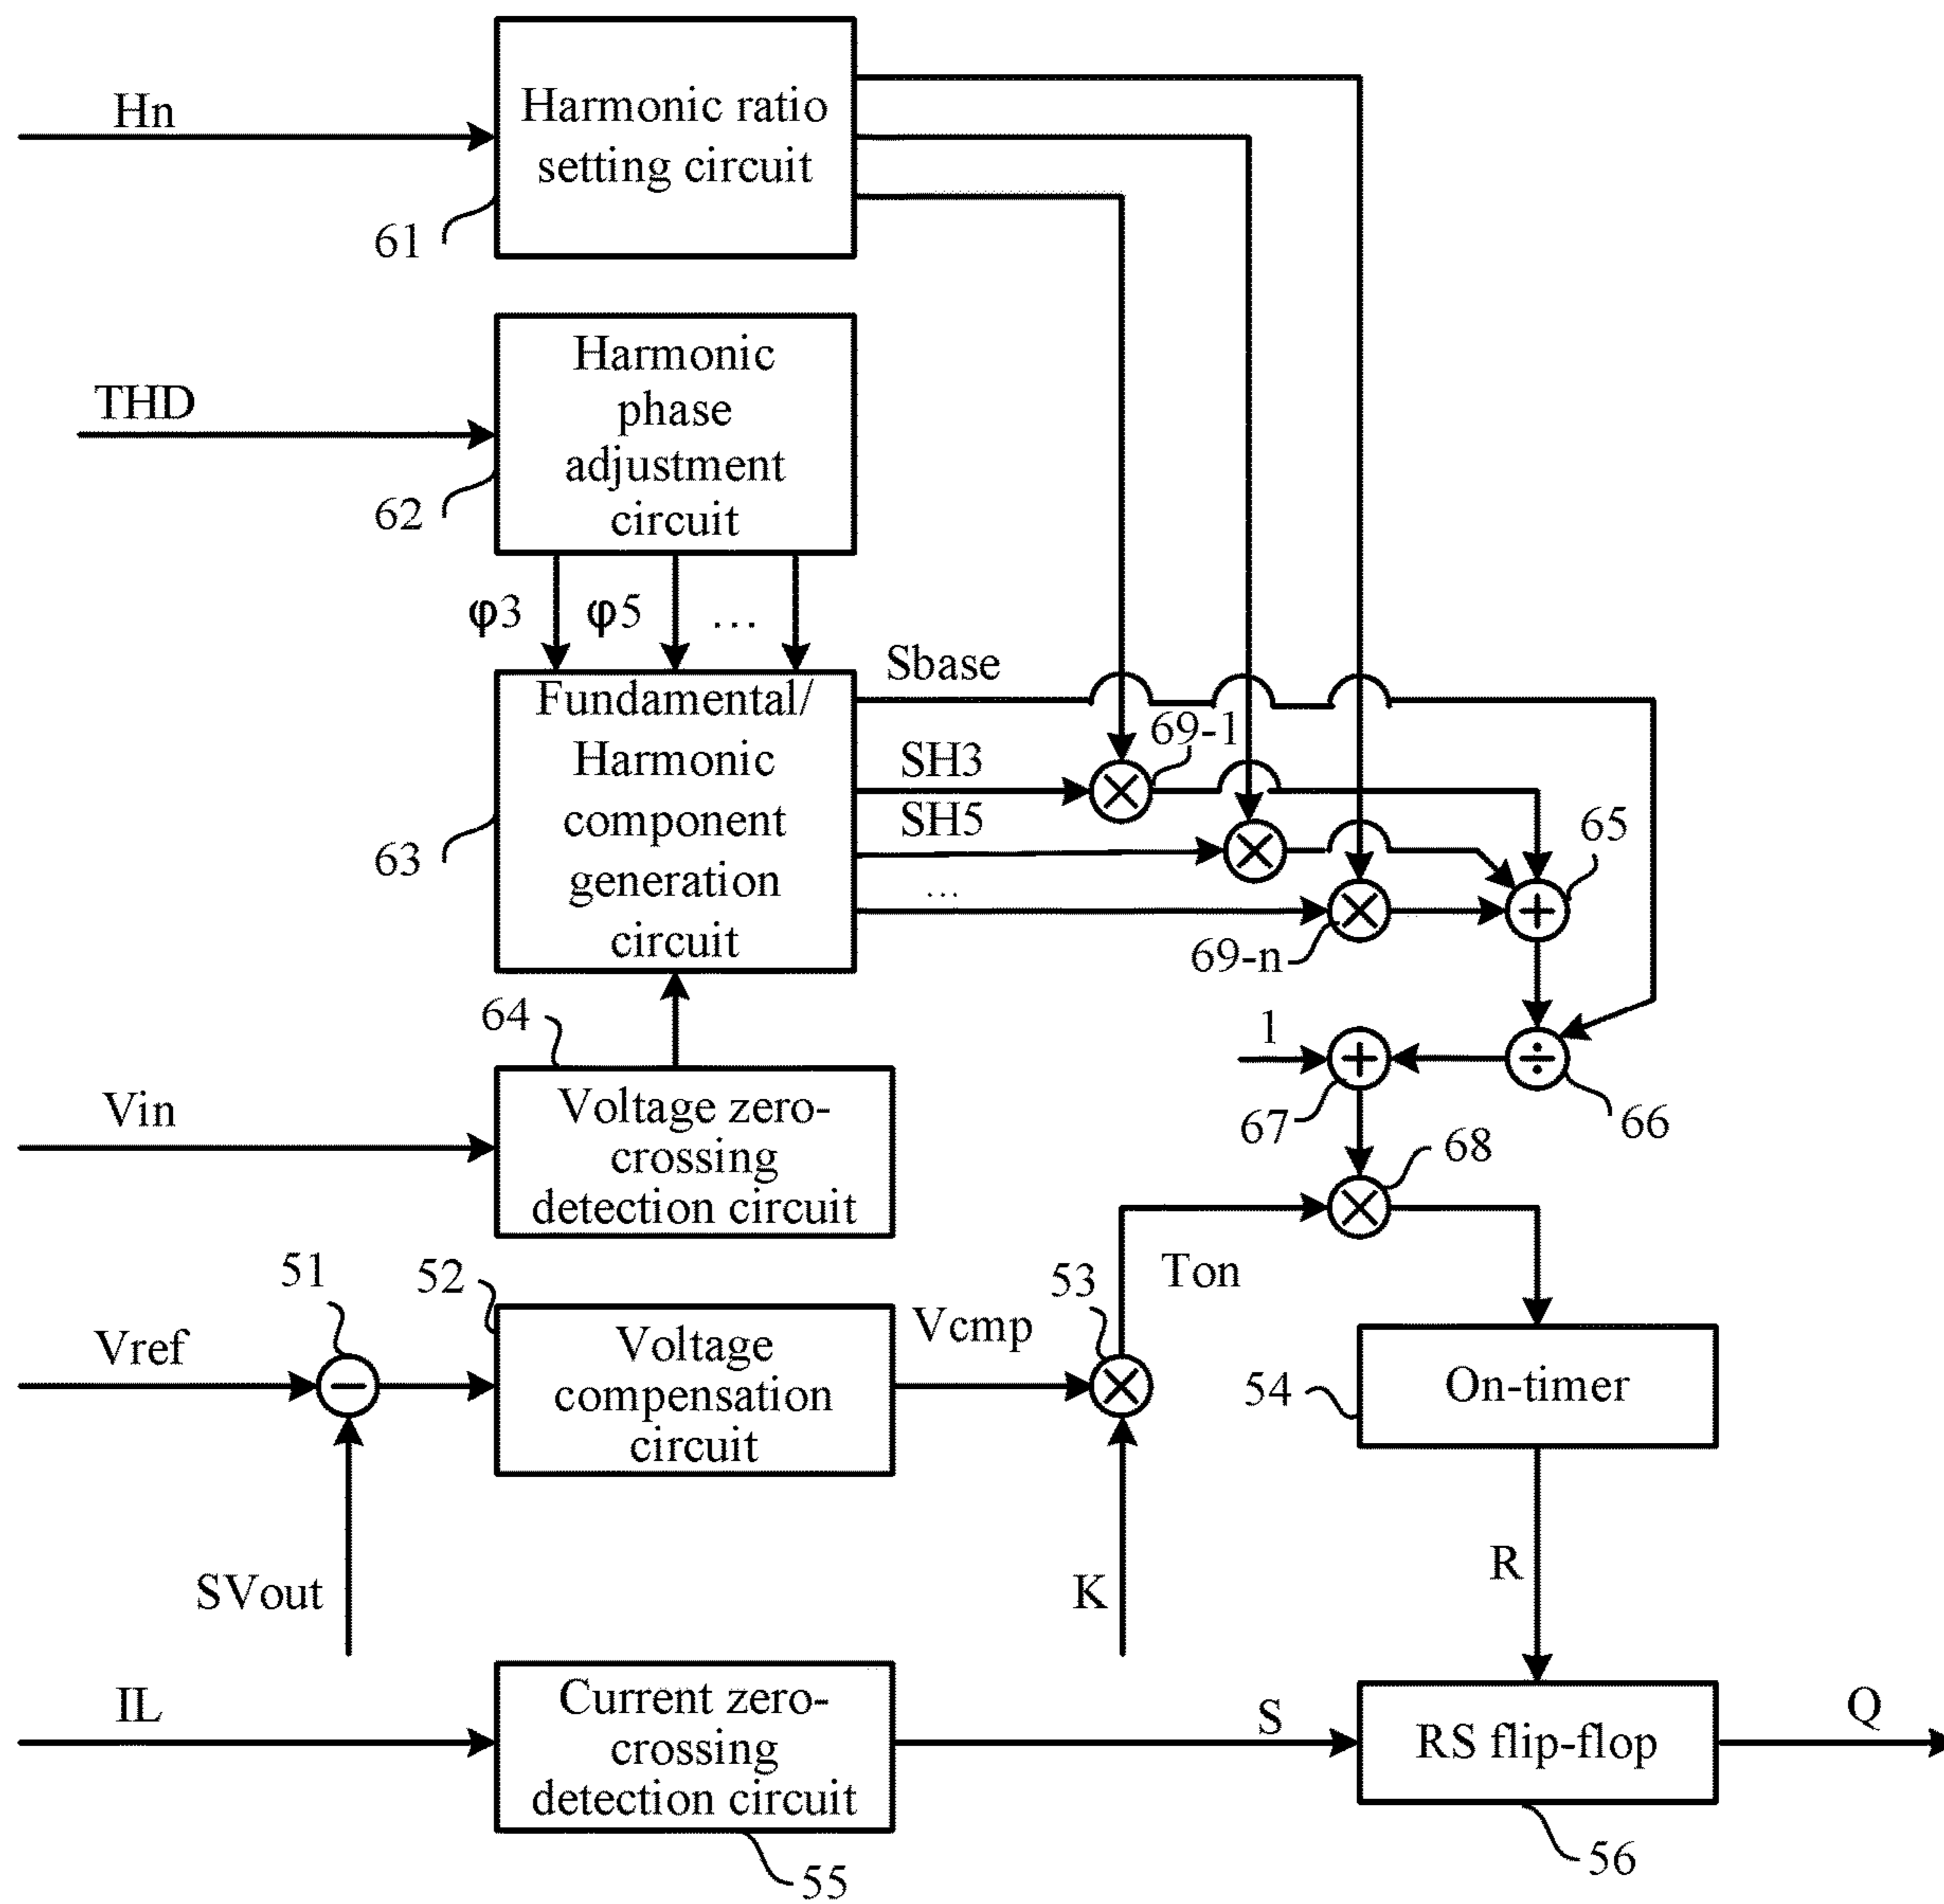 Hn
Harmonic ratio
setting circuit
61
THD
Harmonic
phase
adjustment
circuit
62
φ3
φ5
...
Sbase
Fundamental/
Harmonic
component
generation
circuit
63
SH3
SH5
...
69-1
69-n
65
64
1
67
66
Vin
Voltage zero-
crossing
detection circuit
68
51
52
53
Ton
Vref
Voltage
compensation
circuit
Vcmp
54
On-timer
SVout
K
R
IL
Current zero-
crossing
detection circuit
S
RS flip-flop
Q
55
56